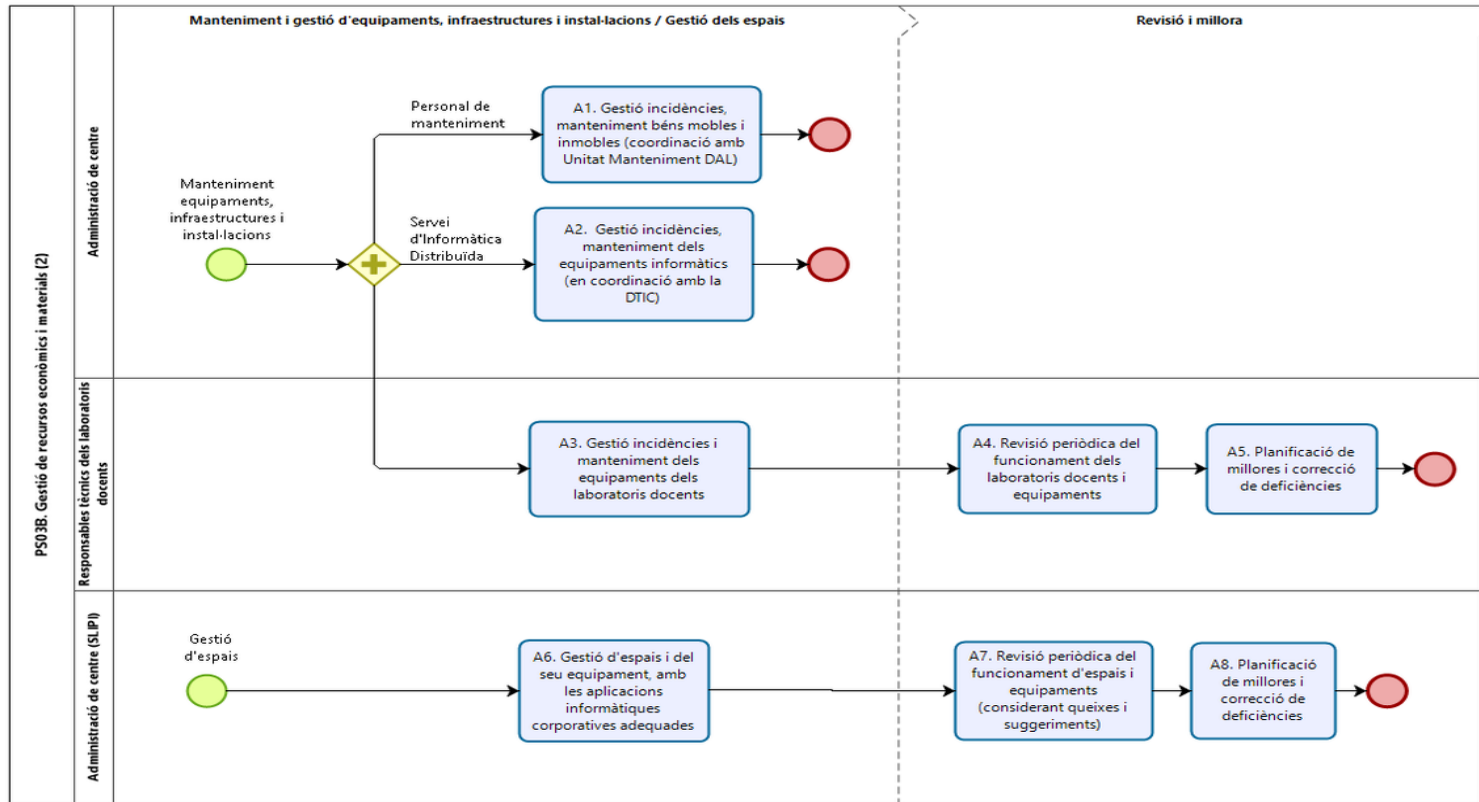 Manteniment i gestió d'equipaments, infraestructures i instal·lacions / Gestió dels espais
Revisió i millora
PS03B. Gestió de recursos econòmics i materials (2)
Administració de centre
Manteniment
equipaments,
infraestructures i
instal·lacions
Personal de
manteniment
A1. Gestió incidències,
manteniment béns mobles i
inmobles (coordinació amb
Unitat Manteniment DAL)
Servei
d'Informàtica
Distribuïda
A2. Gestió incidències,
manteniment dels
equipaments informàtics
(en coordinació amb la
DTIC)
Responsables tècnics dels laboratoris
docents
A3. Gestió incidències i
manteniment dels
equipaments dels
laboratoris docents
A4. Revisió periòdica del
funcionament dels
laboratoris docents i
equipaments
A5. Planificació de
millores i correcció
de deficiències
Administració de centre (SLIPI)
Gestió
d'espais
A6. Gestió d'espais i del
seu equipament, amb
les aplicacions
informàtiques
corporatives adequades
A7. Revisió periòdica del
funcionament d'espais i
equipaments
(considerant queixes i
suggeriments)
A8. Planificació
de millores i
correcció de
deficiències